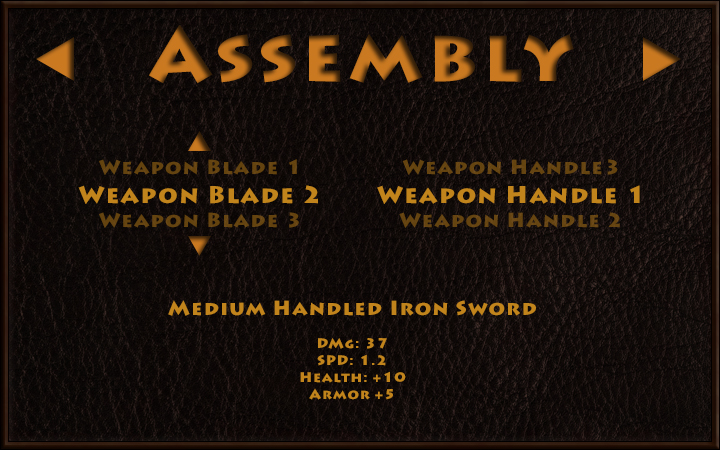 Assembly
Weapon Blade 1
Weapon Blade 2
Weapon Blade 3
Weapon Handle3
Weapon Handle 1
Weapon Handle 2
Medium Handled Iron Sword
DMg: 37
SPD: 1.2
Health: +10
Armor +5